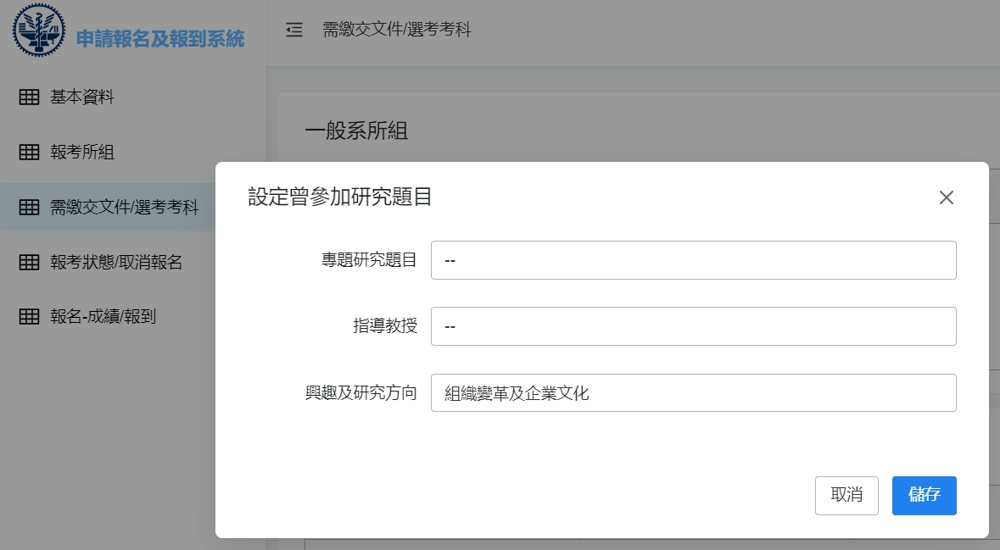 申請報名及報到系統
需繳交文件/選考考科
基本資料
報考所組
需繳交文件/選考考科
報考狀態/取消報名
報名-成績/報到
一般系所組
設定曾參加研究題目
專題研究題目
--
指導教授
--
興趣及研究方向
組織變革及企業文化
取消
儲存